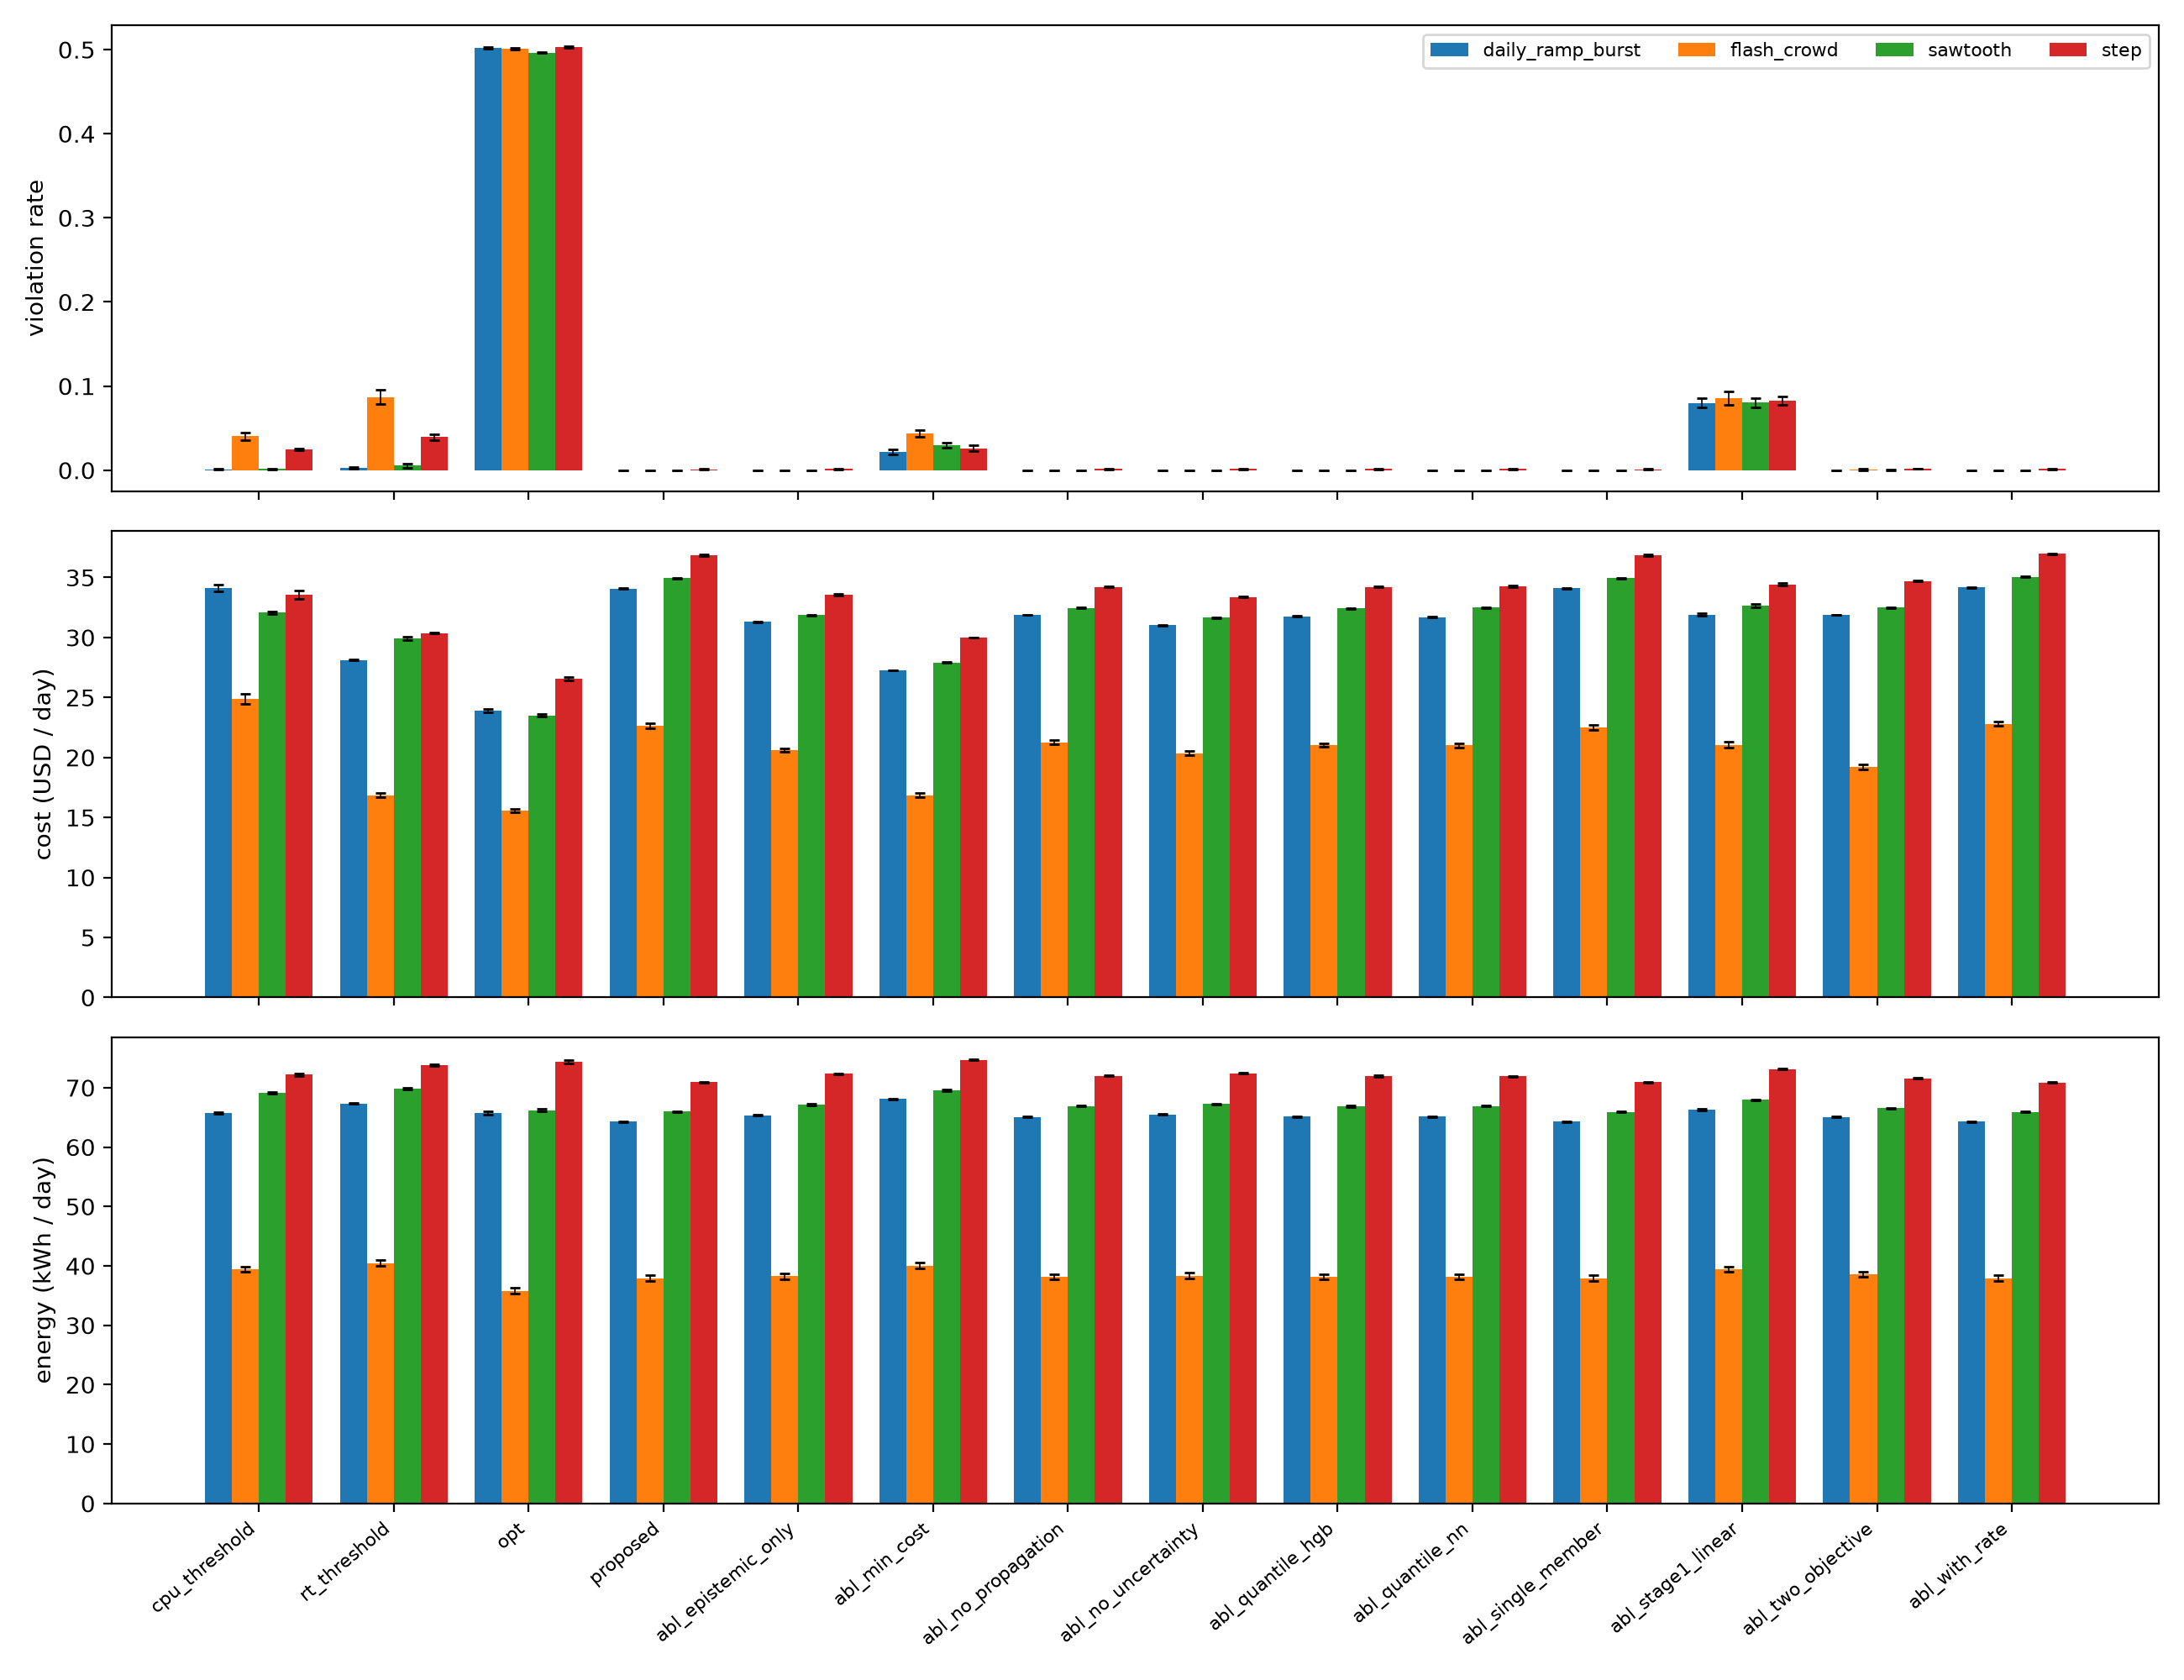 daily_ramp_burst flash_crowd sawtooth step
violation rate
0.5
0.4
0.3
0.2
0.1
0.0
cost (USD / day)
35
30
25
20
15
10
5
0
energy (kWh / day)
70
60
50
40
30
20
10
0
cpu_threshold
rt_threshold
opt
proposed
abl_epistemic_only
abl_min_cost
abl_no_propagation
abl_no_uncertainty
abl_quantile_hgb
abl_quantile_nn
abl_single_member
abl_stage1_linear
abl_two_objective
abl_with_rate